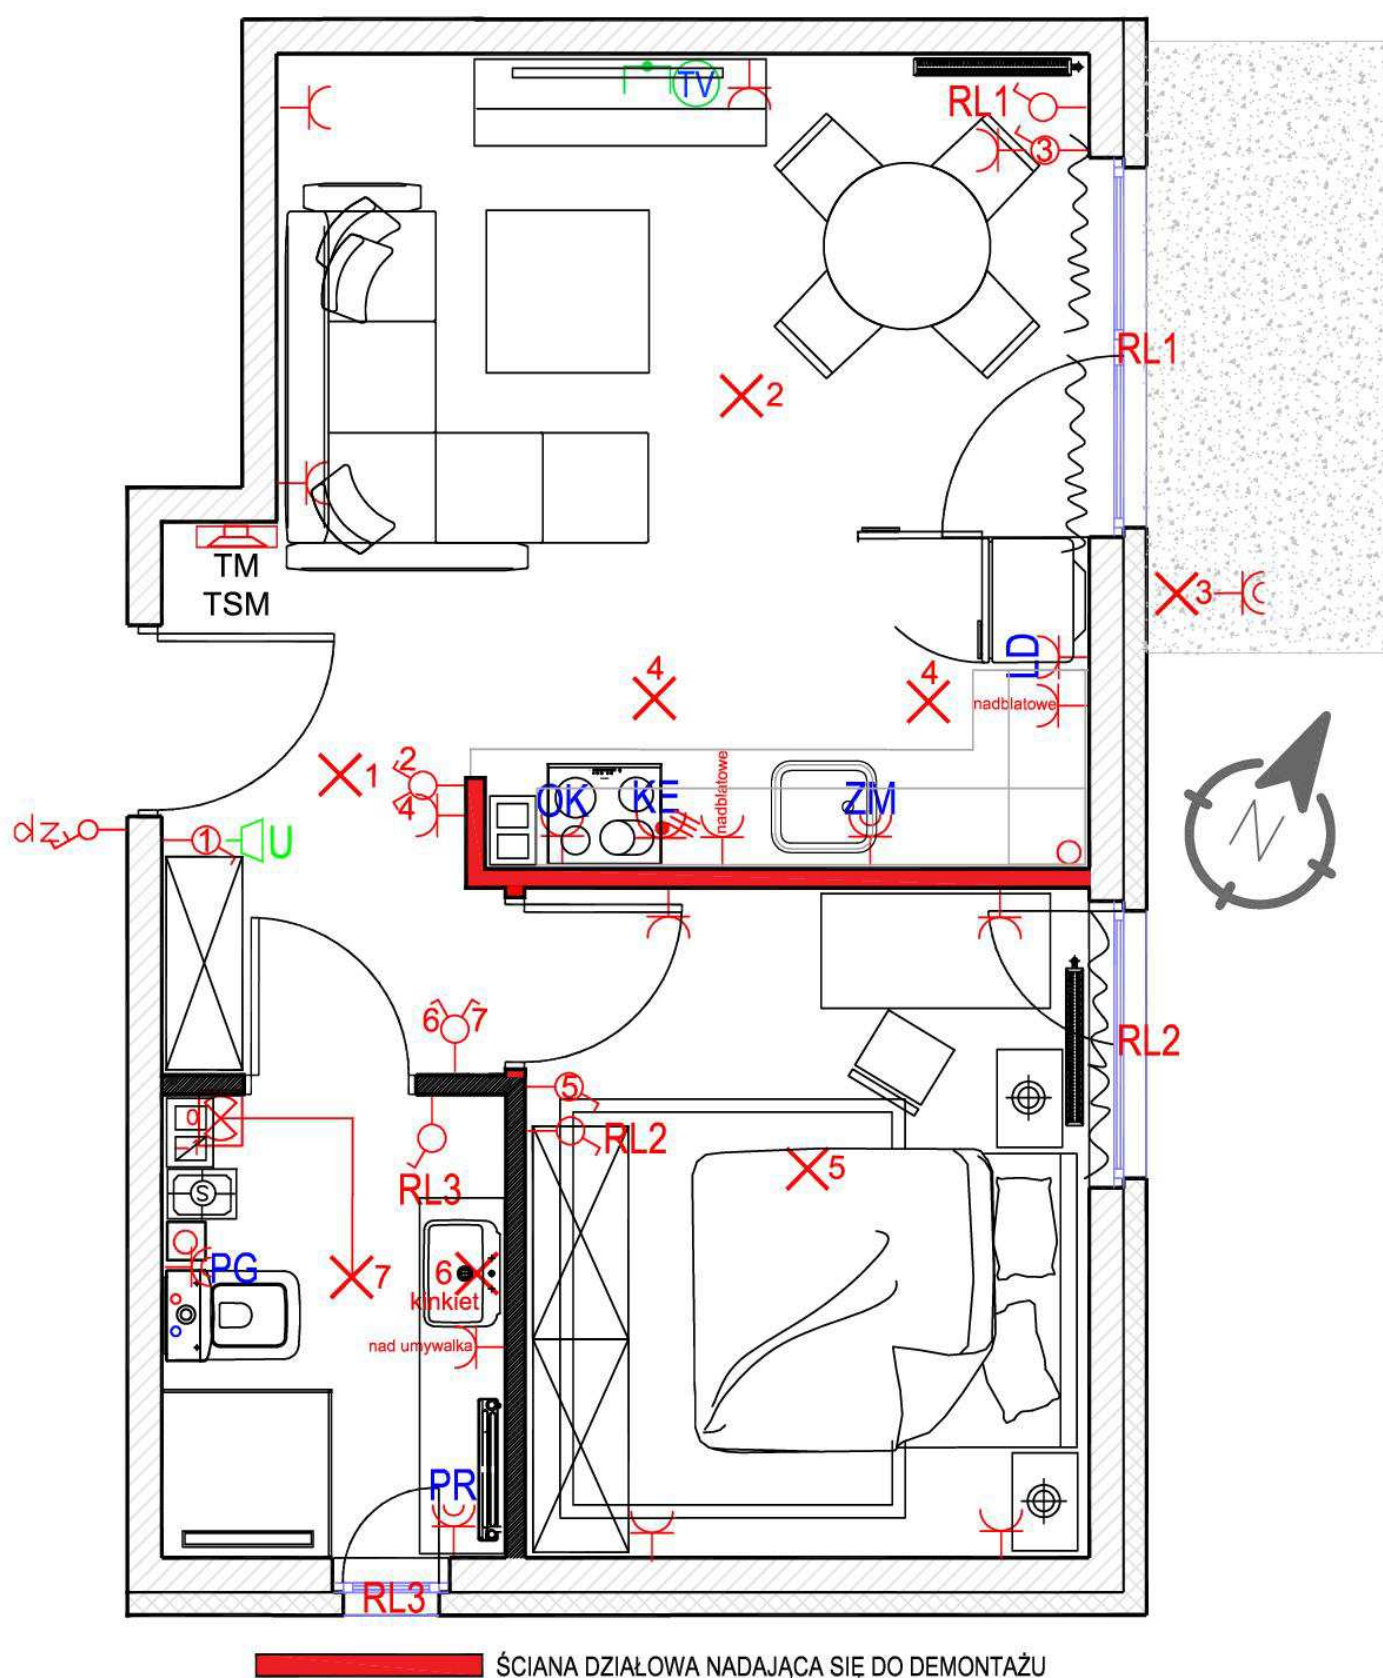 TV
RL1
3
RL1
2
TM
TSM
3
LD
4
4
nadblatowe
1
2
4
OK
KE
nadblatowe
ZM
dz
1
U
N
6
7
RL2
5
RL2
0
S
RL3
5
PG
7
6
kinkiet
nad umywalka
PR
RL3
ŚCIANA DZIAŁOWA NADAJĄCA SIĘ DO DEMONTAŻU